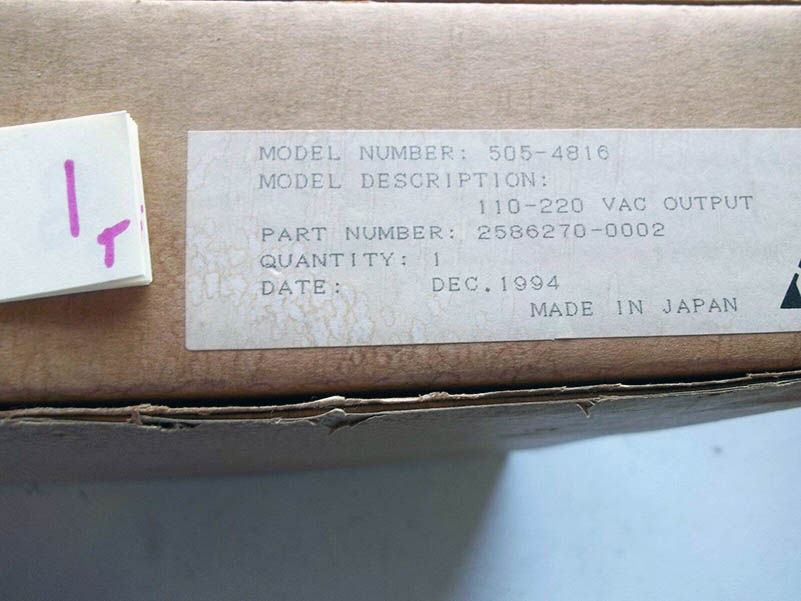 MODEL NUMBER: 505-4816
MODEL DESCRIPTION:
110-220 VAC OUTPUT
PART NUMBER: 2586270-0002
QUANTITY: 1
DATE: DEC.1994
MADE IN JAPAN
1
T